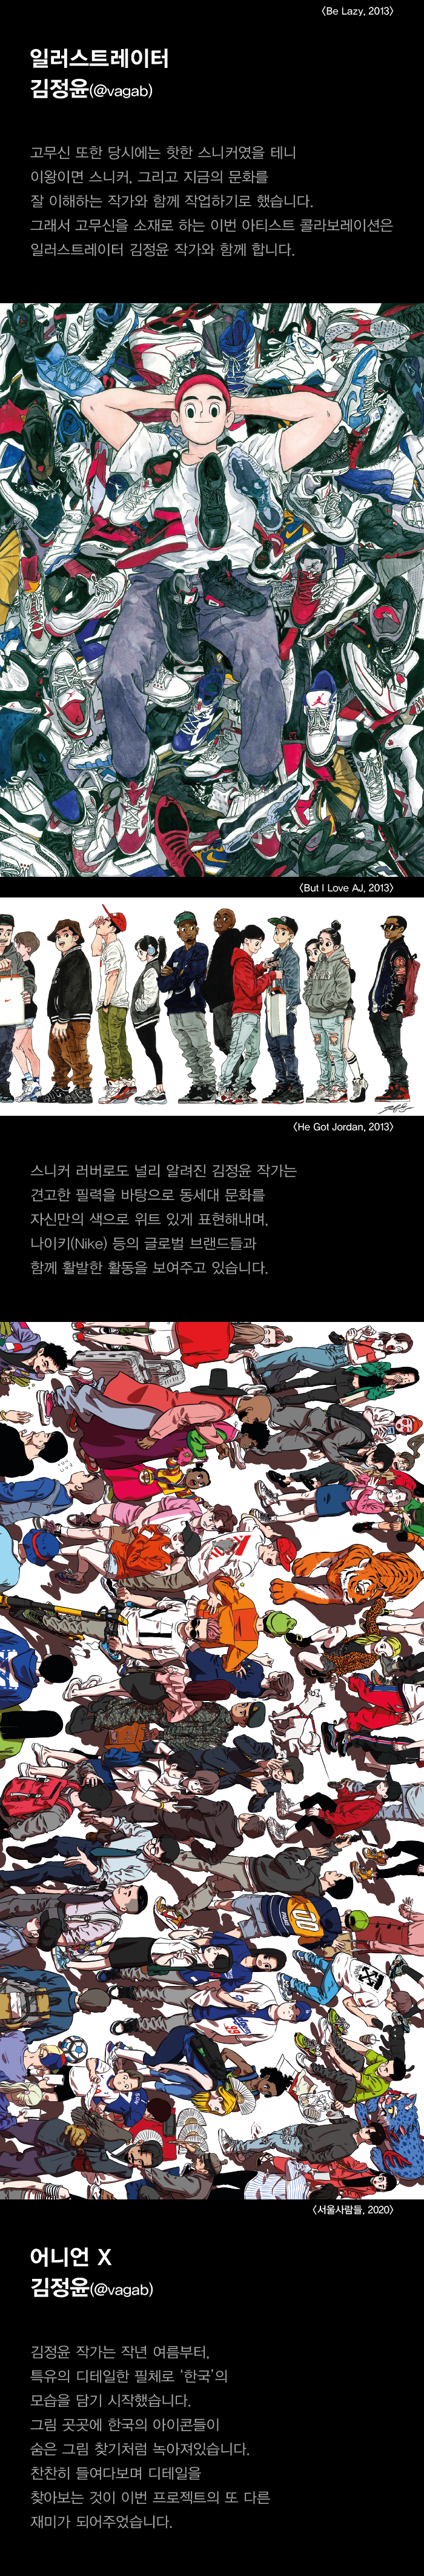 〈Be Lazy, 2013〉
일러스트레이터
김정윤(@vagab)
고무신 또한 당시에는 핫한 스니커였을 테니
이왕이면 스니커, 그리고 지금의 문화를
잘 이해하는 작가와 함께 작업하기로 했습니다.
그래서 고무신을 소재로 하는 이번 아티스트 콜라보레이션은
일러스트레이터 김정윤 작가와 함께 합니다.
〈But I Love AJ, 2013〉
〈He Got Jordan, 2013〉
스니커 러버로도 널리 알려진 김정윤 작가는
견고한 필력을 바탕으로 동세대 문화를
자신만의 색으로 위트 있게 표현해내며,
나이키(Nike) 등의 글로벌 브랜드들과
함께 활발한 활동을 보여주고 있습니다.
〈서울사람들, 2020〉
어니언 X
김정윤(@vagab)
김정윤 작가는 작년 여름부터,
특유의 디테일한 필체로 ‘한국’의
모습을 담기 시작했습니다.
그림 곳곳에 한국의 아이콘들이
숨은 그림 찾기처럼 녹아져있습니다.
찬찬히 들여다보며 디테일을
찾아보는 것이 이번 프로젝트의 또 다른
재미가 되어주었습니다.